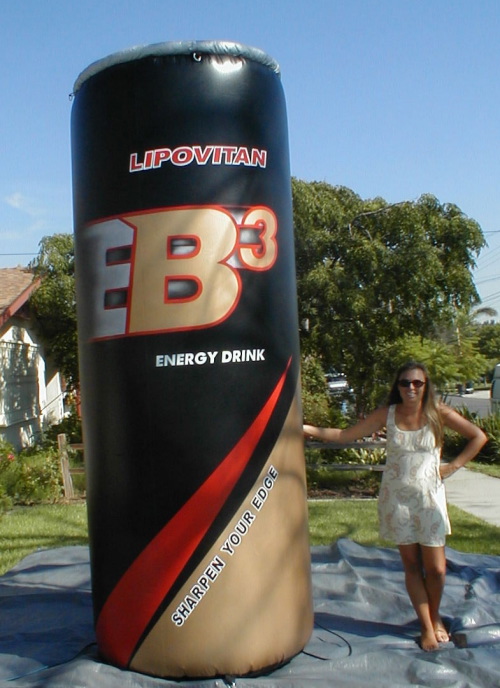 LIPOVITAN
EB³
ENERGY DRINK
SHARPEN YOUR EDGE